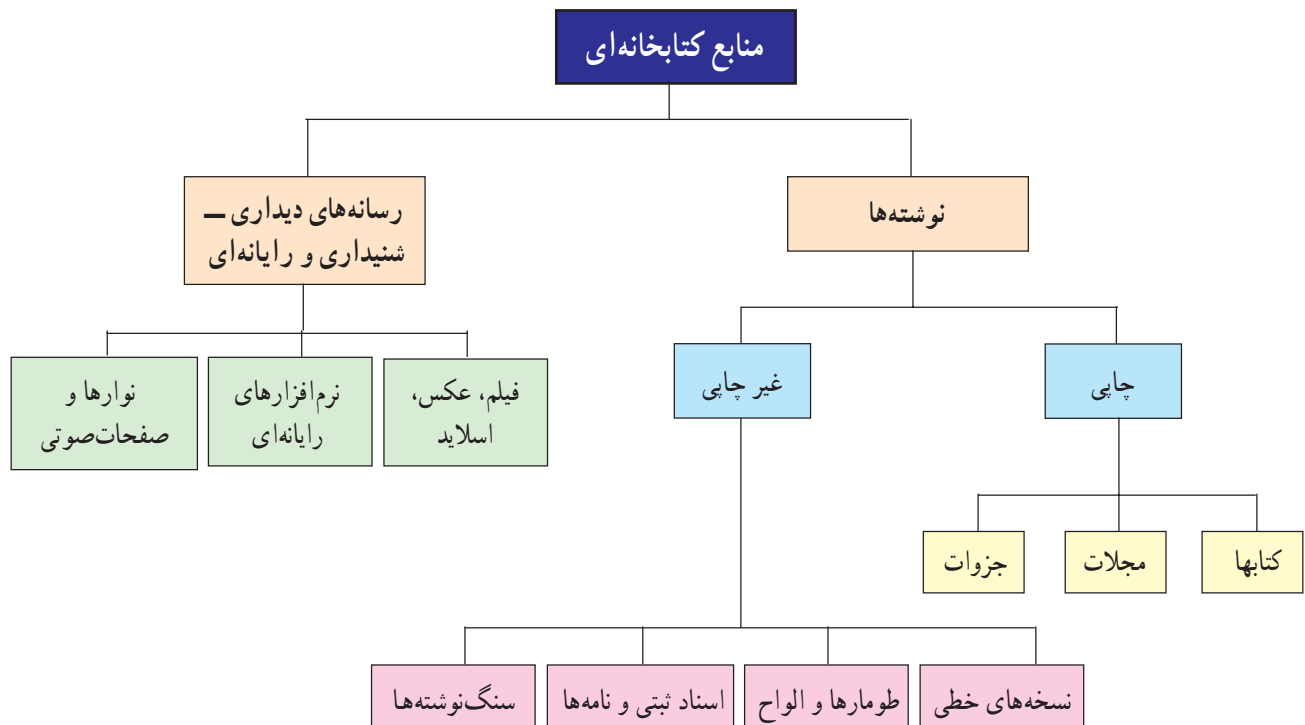 منابع کتابخانه‌ای
نوشته‌ها
رسانه‌های دیداری –
شنیداری و رایانه‌ای
چاپی
غیر چاپی
فیلم، عکس،
اسلاید
نرم‌افزارهای
رایانه‌ای
نوارها و
صفحات‌صوتی
کتابها
مجلات
جزوات
نسخه‌های خطی
طومارها و الواح
اسناد ثبتی و نامه‌ها
سنگ‌نوشته‌ها